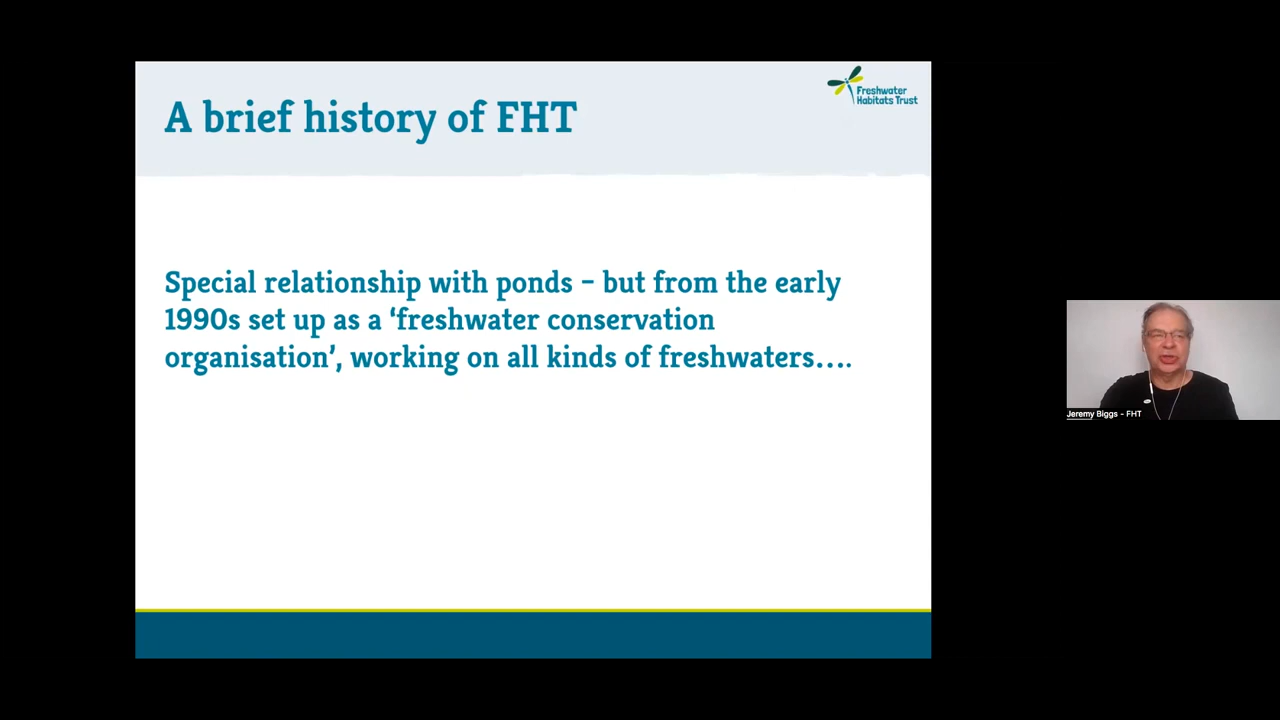 A brief history of FHT
Freshwater
Habitats Trust
Special relationship with ponds – but from the early
1990s set up as a ‘freshwater conservation
organisation’, working on all kinds of freshwaters….
Jeremy Biggs - FHT